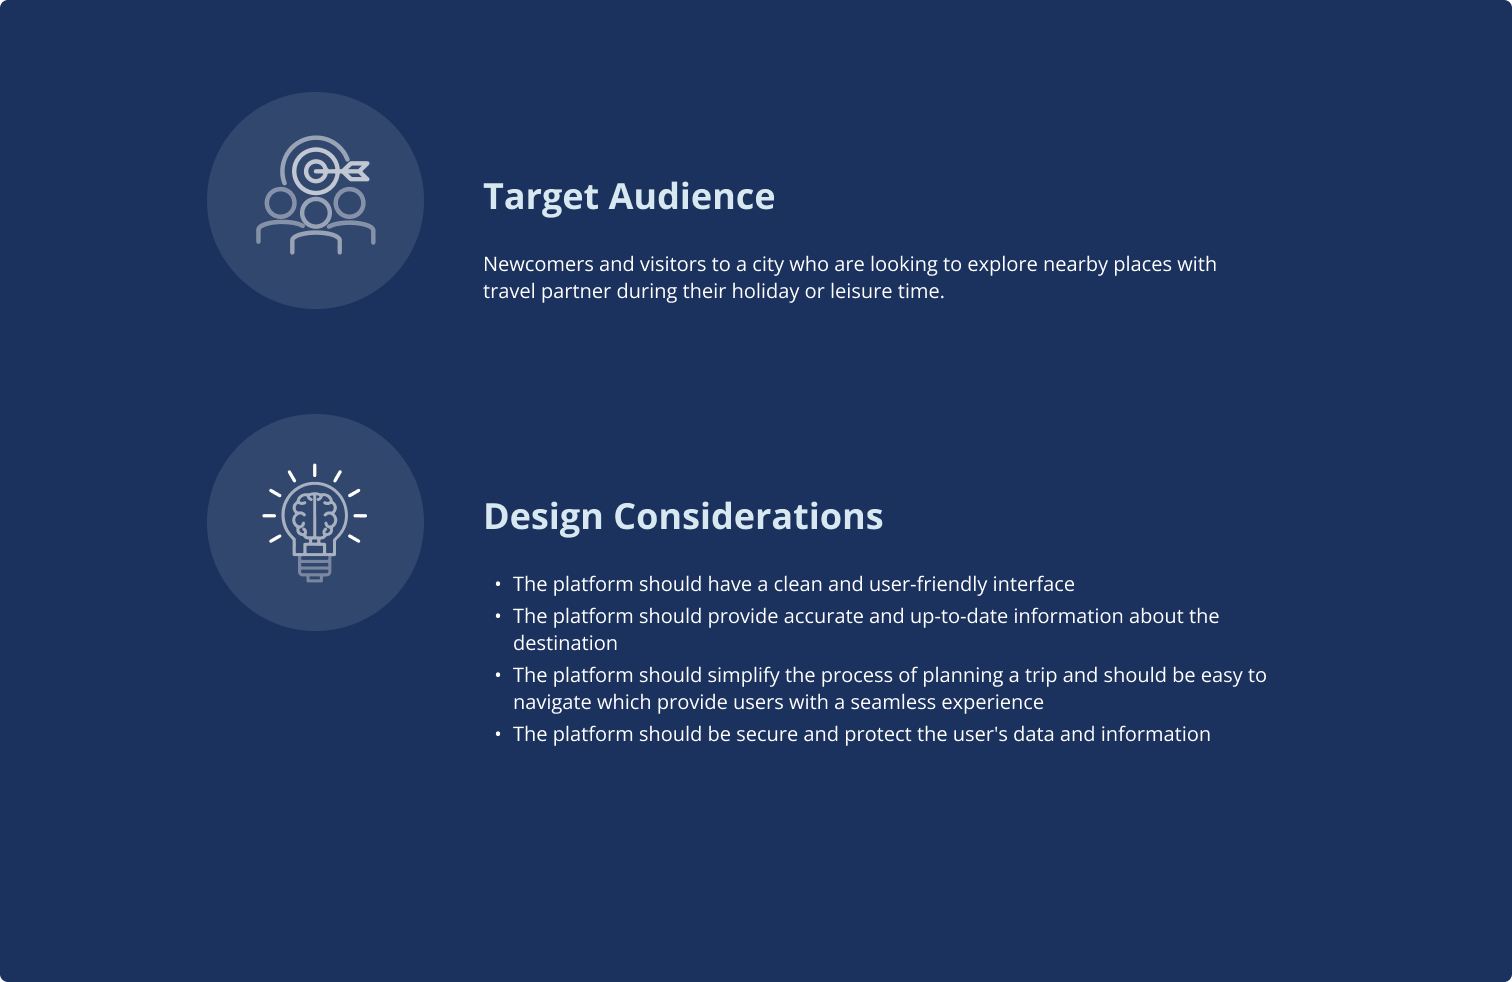 Target Audience
Newcomers and visitors to a city who are looking to explore nearby places with
travel partner during their holiday or leisure time.
Design Considerations
• The platform should have a clean and user-friendly interface
• The platform should provide accurate and up-to-date information about the
destination
• The platform should simplify the process of planning a trip and should be easy to
navigate which provide users with a seamless experience
• The platform should be secure and protect the user's data and information